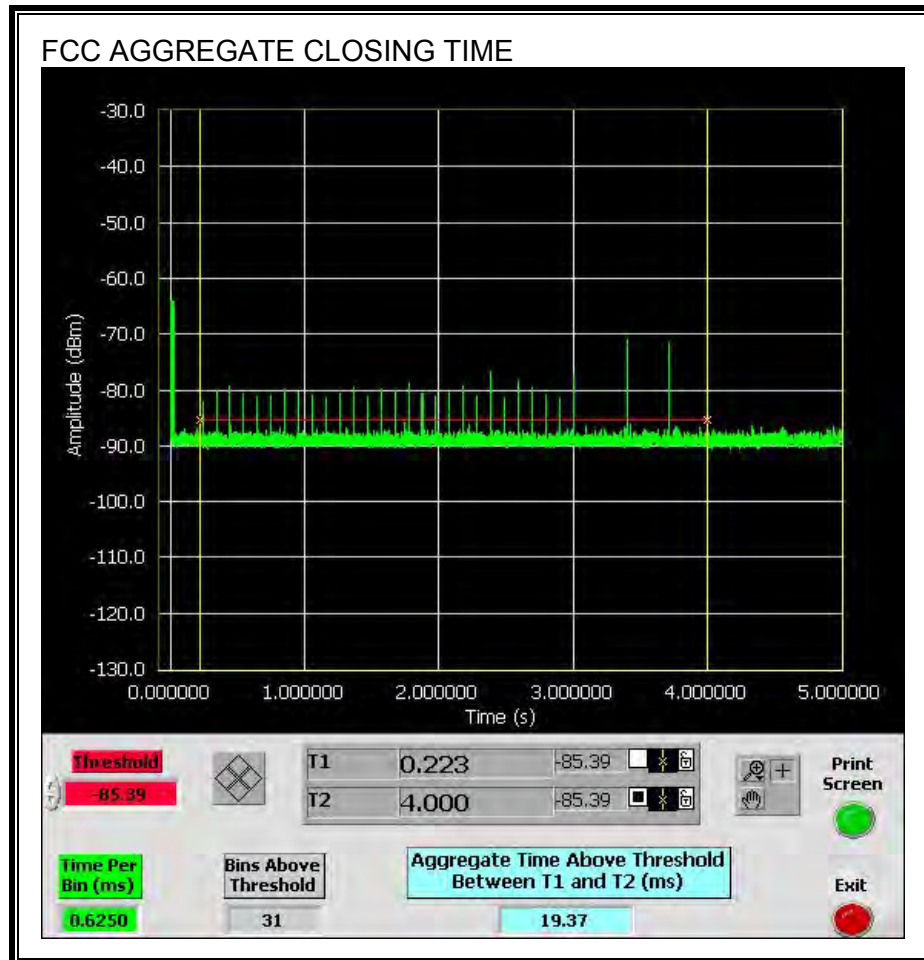 FCC AGGREGATE CLOSING TIME
-30.0
-40.0
-50.0
-60.0
-70.0
-80.0
-90.0
-100.0
-110.0
-120.0
-130.0
Amplitude (dBm)
0.000000 1.000000 2.000000 3.000000 4.000000 5.000000
Time (s)
Threshold
-85.39
T1 0.223 -85.39
T2 4.000 -85.39
Print
Screen
Time Per
Bin (ms)
0.6250
Bins Above
Threshold
31
Aggregate Time Above Threshold
Between T1 and T2 (ms)
19.37
Exit